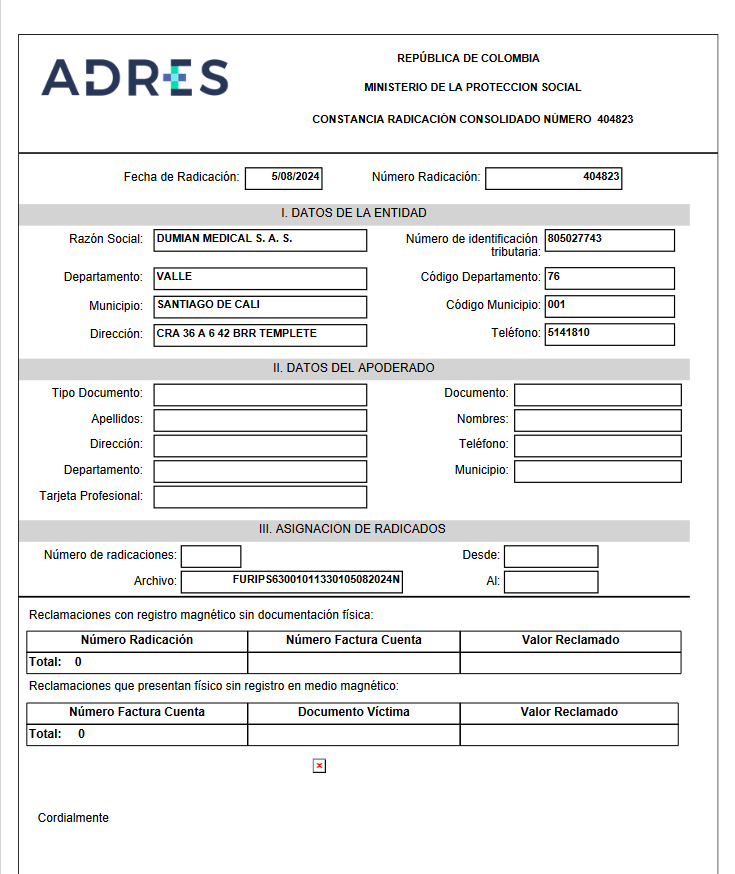 ADRES
REPÚBLICA DE COLOMBIA
MINISTERIO DE LA PROTECCION SOCIAL
CONSTANCIA RADICACIÓN CONSOLIDADO NÚMERO 404823
Fecha de Radicación: 5/08/2024 Número Radicación: 404823
I. DATOS DE LA ENTIDAD
Razón Social: DUMIAN MEDICAL S. A. S. Número de identificación tributaria: 805027743
Departamento: VALLE Código Departamento: 76
Municipio: SANTIAGO DE CALI Código Municipio: 001
Dirección: CRA 36 A 6 42 BRR TEMPLETE Teléfono: 5141810
II. DATOS DEL APODERADO
Tipo Documento: Documento:
Apellidos: Nombres:
Dirección: Teléfono:
Departamento: Municipio:
Tarjeta Profesional:
III. ASIGNACION DE RADICADOS
Número de radicaciones: Desde:
Archivo: FURIPS63001011330105082024N Al:
Reclamaciones con registro magnético sin documentación física:
Número Radicación Número Factura Cuenta Valor Reclamado
Total: 0
Reclamaciones que presentan físico sin registro en medio magnético:
Número Factura Cuenta Documento Víctima Valor Reclamado
Total: 0
Cordialmente